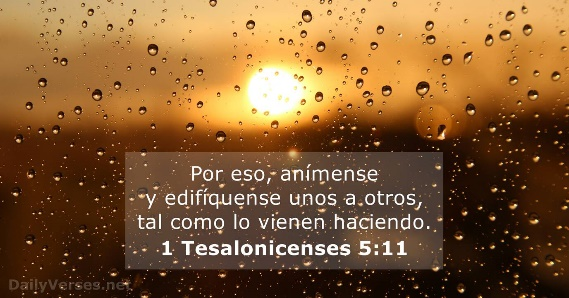 Por eso, anímense
y edifíquense unos a otros,
tal como lo vienen haciendo.
1 Tesalonicenses 5:11
DailyVerses.net